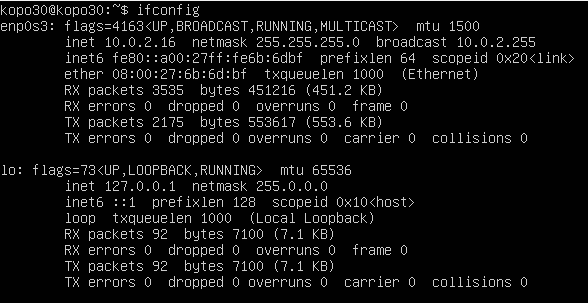 kopo30@kopo30:~$ ifconfig
enp0s3: flags=4163<UP,BROADCAST,RUNNING,MULTICAST>  mtu 1500
        inet 10.0.2.16  netmask 255.255.255.0  broadcast 10.0.2.255
        inet6 fe80::a00:27ff:fe6b:6dbf  prefixlen 64  scopeid 0x20<link>
        ether 08:00:27:6b:6d:bf  txqueuelen 1000  (Ethernet)
        RX packets 3535  bytes 451216 (451.2 KB)
        RX errors 0  dropped 0  overruns 0  frame 0
        TX packets 2175  bytes 553617 (553.6 KB)
        TX errors 0  dropped 0 overruns 0  carrier 0  collisions 0

lo: flags=73<UP,LOOPBACK,RUNNING>  mtu 65536
        inet 127.0.0.1  netmask 255.0.0.0
        inet6 ::1  prefixlen 128  scopeid 0x10<host>
        loop  txqueuelen 1000  (Local Loopback)
        RX packets 92  bytes 7100 (7.1 KB)
        RX errors 0  dropped 0  overruns 0  frame 0
        TX packets 92  bytes 7100 (7.1 KB)
        TX errors 0  dropped 0 overruns 0  carrier 0  collisions 0